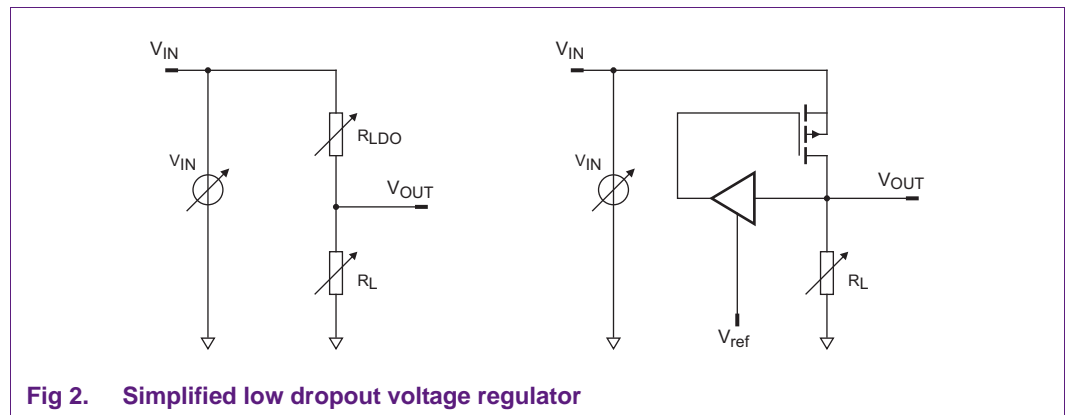 VIN
VIN
RLDO
VIN
VOUT
VIN
VOUT
RL
RL
Vref
Fig 2. Simplified low dropout voltage regulator